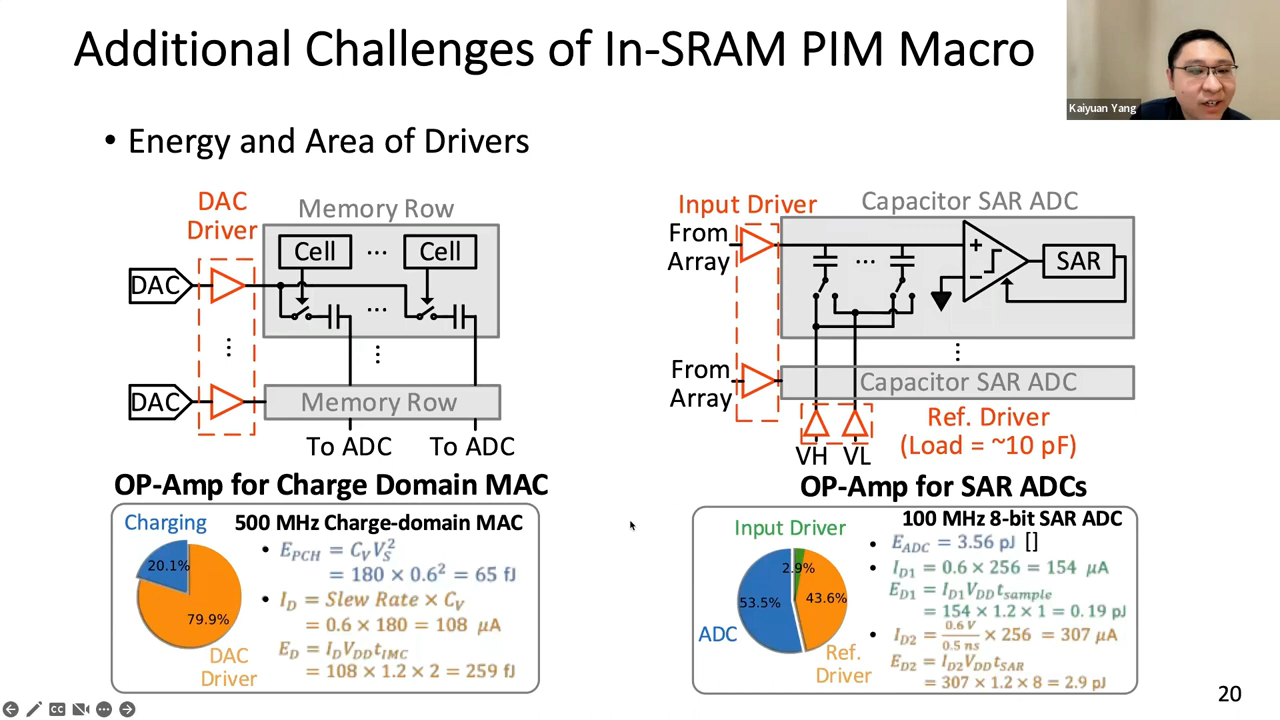 Additional Challenges of In-SRAM PIM Macro
Kaiyuan Yang
• Energy and Area of Drivers
DAC
Driver
Memory Row
Cell
···
Cell
DAC
···
DAC
Memory Row
To ADC
To ADC
OP-Amp for Charge Domain MAC
Charging
500 MHz Charge-domain MAC
20.1%
79.9%
DAC
Driver
• E_PCH = C_V V_S^2
= 180 × 0.6^2 = 65 fJ
• I_D = Slew Rate × C_V
= 0.6 × 180 = 108 μA
E_D = I_D V_DD t_IMC
= 108 × 1.2 × 2 = 259 fJ
Input Driver
Capacitor SAR ADC
From
Array
+
−
SAR
···
From
Array
Capacitor SAR ADC
Ref. Driver
(Load = ~10 pF)
VH
VL
OP-Amp for SAR ADCs
Input Driver
100 MHz 8-bit SAR ADC
2.9%
53.5%
43.6%
ADC
Ref.
Driver
• E_ADC = 3.56 pJ []
• I_D1 = 0.6 × 256 = 154 μA
E_D1 = I_D1 V_DD t_sample
= 154 × 1.2 × 1 = 0.19 pJ
• I_D2 = 0.6 V / 0.5 ns × 256 = 307 μA
E_D2 = I_D2 V_DD t_SAR
= 307 × 1.2 × 8 = 2.9 pJ
CC
20